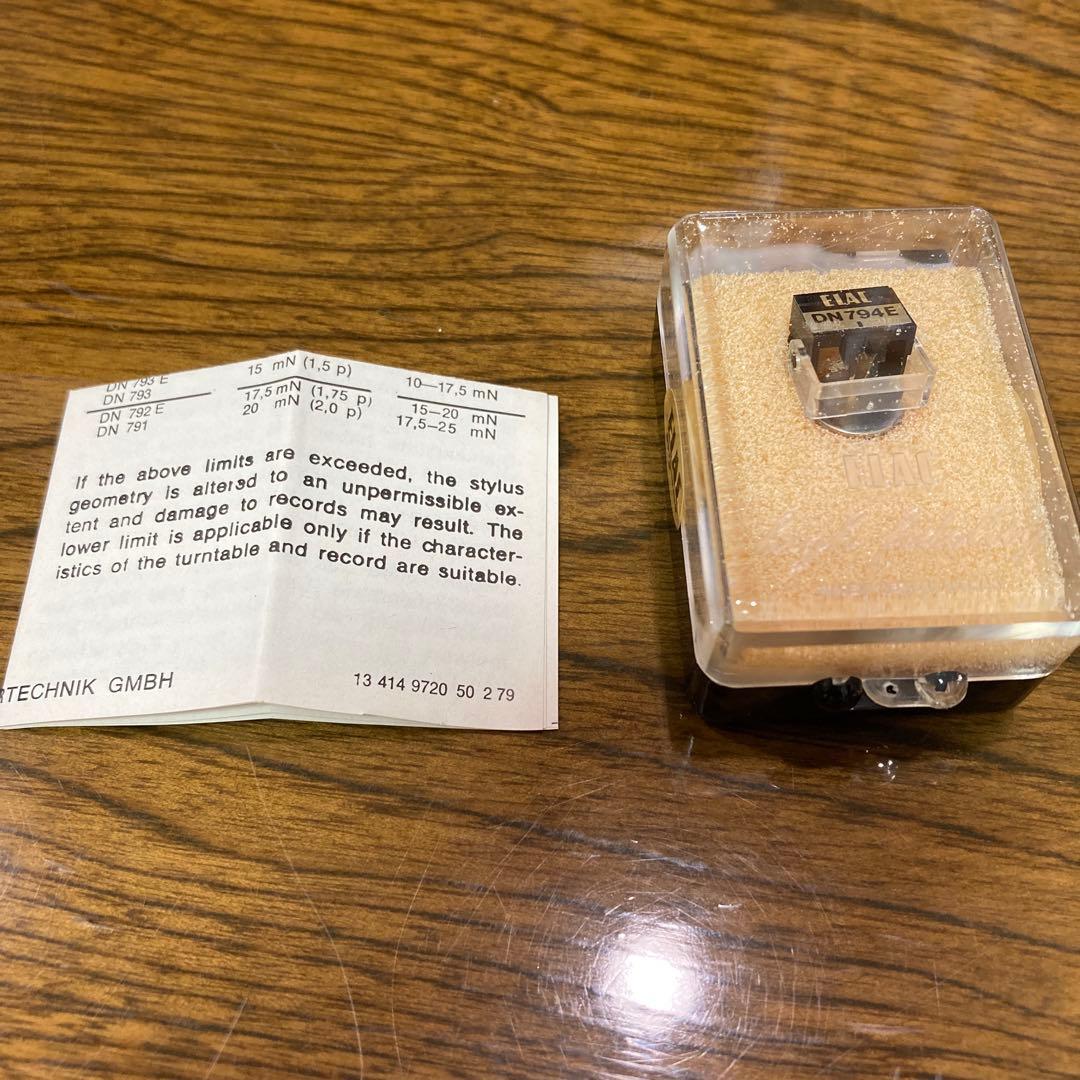 DN 793 E 15 mN (1,5 p) 10—17,5 mN
DN 793
DN 792 E 17,5 mN (1,75 p) 15—20 mN
DN 791 20 mN (2,0 p) 17,5—25 mN
If the above limits are exceeded, the stylus
geometry is altered to an unpermissible ex-
tent and damage to records may result. The
lower limit is applicable only if the character-
istics of the turntable and record are suitable.
RTECHNIK GMBH 13 414 9720 50 2 79
ELAC
DN 794 E
ELAC